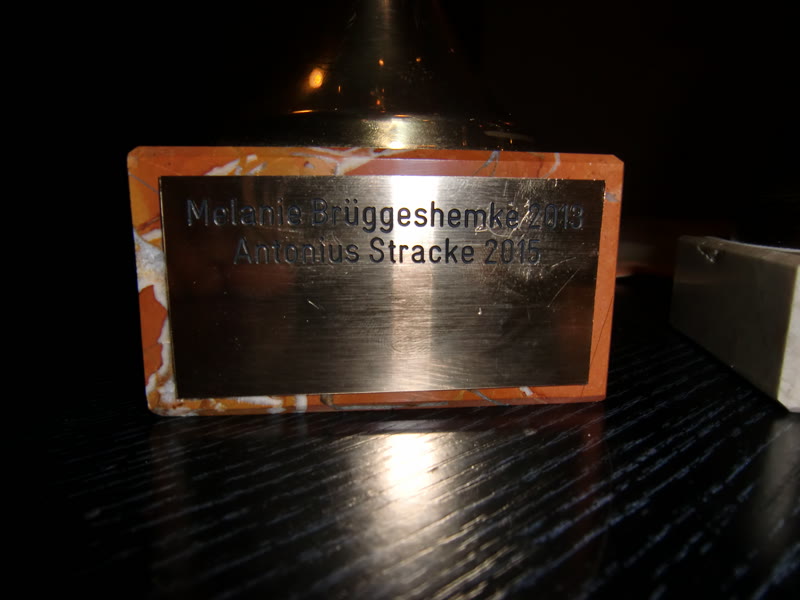 Melanie Brüggeshemke 2013
Antonius Stracke 2015